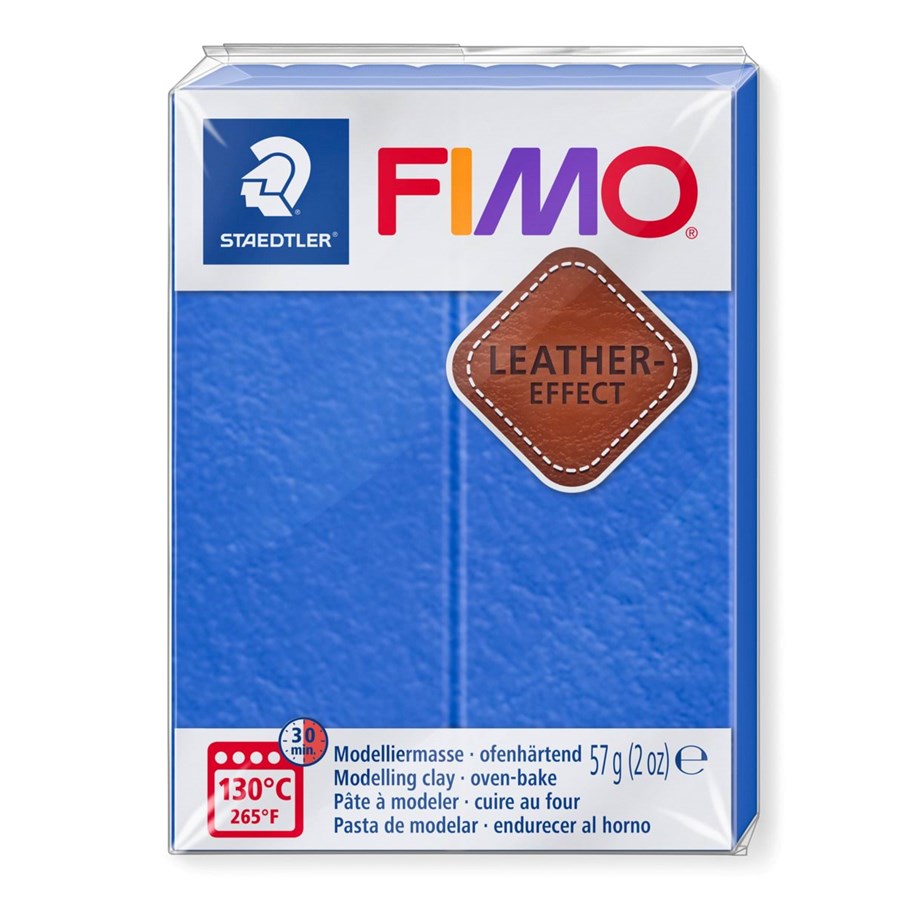 STAEDTLER®
FIMO®
LEATHER-
EFFECT
30
min.
130°C
265°F
Modelliermasse · ofenhärtend
Modelling clay · oven-bake
Pâte à modeler · cuire au four
Pasta de modelar · endurecer al horno
57 g (2 oz) ℮